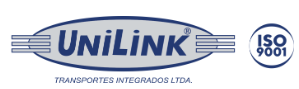 UNiLINK®
ISO
9001
TRANSPORTES INTEGRADOS LTDA.